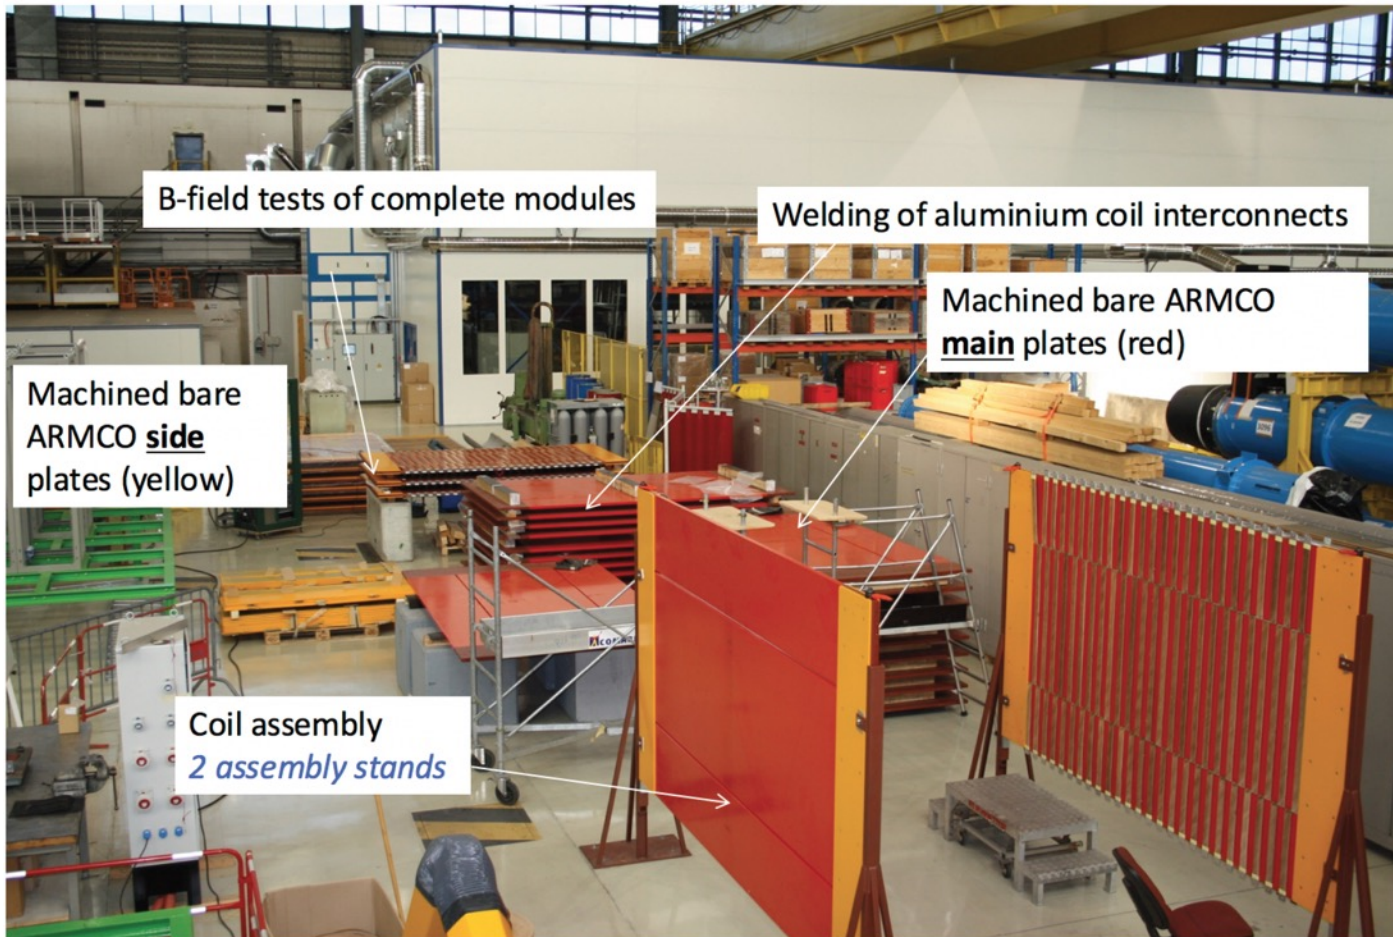 B-field tests of complete modules
Welding of aluminium coil interconnects
Machined bare ARMCO
main plates (red)
Machined bare
ARMCO side
plates (yellow)
Coil assembly
2 assembly stands